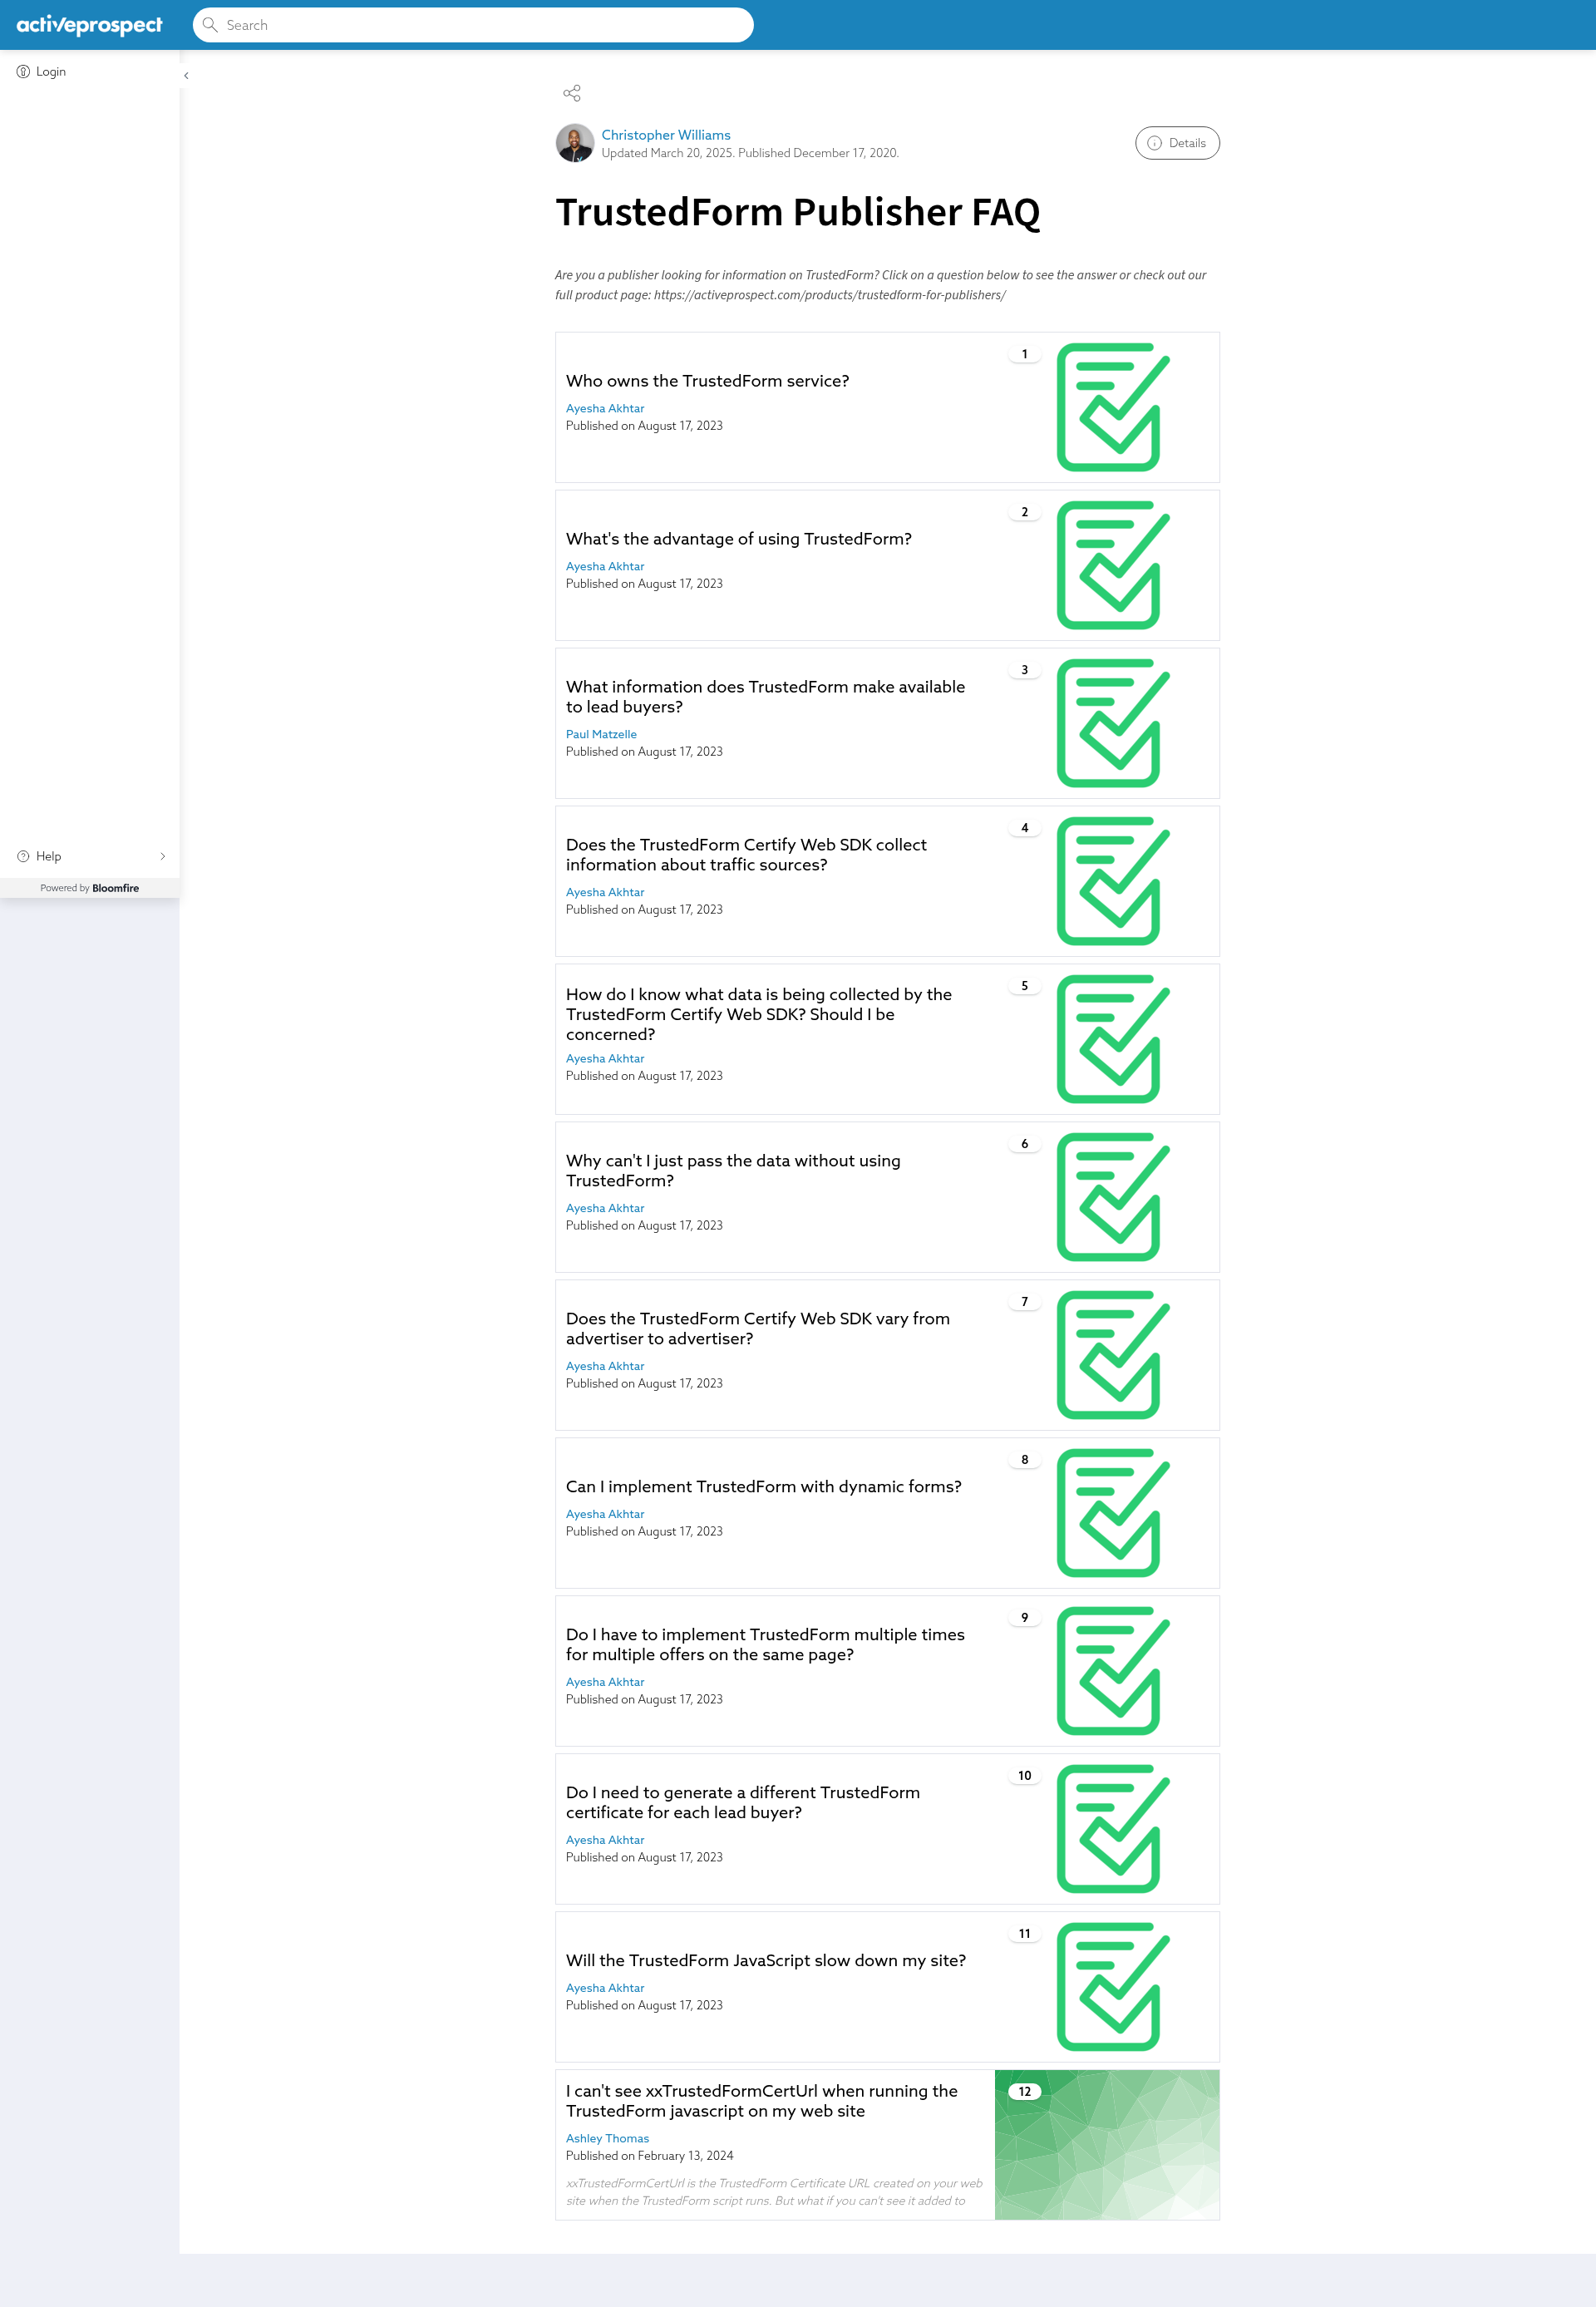 activeprospect
Search
Login
Christopher Williams
Updated March 20, 2025. Published December 17, 2020.
Details
TrustedForm Publisher FAQ
Are you a publisher looking for information on TrustedForm? Click on a question below to see the answer or check out our
full product page: https://activeprospect.com/products/trustedform-for-publishers/
1
Who owns the TrustedForm service?
Ayesha Akhtar
Published on August 17, 2023
2
What's the advantage of using TrustedForm?
Ayesha Akhtar
Published on August 17, 2023
3
What information does TrustedForm make available
to lead buyers?
Paul Matzelle
Published on August 17, 2023
4
Does the TrustedForm Certify Web SDK collect
information about traffic sources?
Ayesha Akhtar
Published on August 17, 2023
Help
Powered by Bloomfire
5
How do I know what data is being collected by the
TrustedForm Certify Web SDK? Should I be
concerned?
Ayesha Akhtar
Published on August 17, 2023
6
Why can't I just pass the data without using
TrustedForm?
Ayesha Akhtar
Published on August 17, 2023
7
Does the TrustedForm Certify Web SDK vary from
advertiser to advertiser?
Ayesha Akhtar
Published on August 17, 2023
8
Can I implement TrustedForm with dynamic forms?
Ayesha Akhtar
Published on August 17, 2023
9
Do I have to implement TrustedForm multiple times
for multiple offers on the same page?
Ayesha Akhtar
Published on August 17, 2023
10
Do I need to generate a different TrustedForm
certificate for each lead buyer?
Ayesha Akhtar
Published on August 17, 2023
11
Will the TrustedForm JavaScript slow down my site?
Ayesha Akhtar
Published on August 17, 2023
12
I can't see xxTrustedFormCertUrl when running the
TrustedForm javascript on my web site
Ashley Thomas
Published on February 13, 2024
xxTrustedFormCertUrl is the TrustedForm Certificate URL created on your web
site when the TrustedForm script runs. But what if you can't see it added to